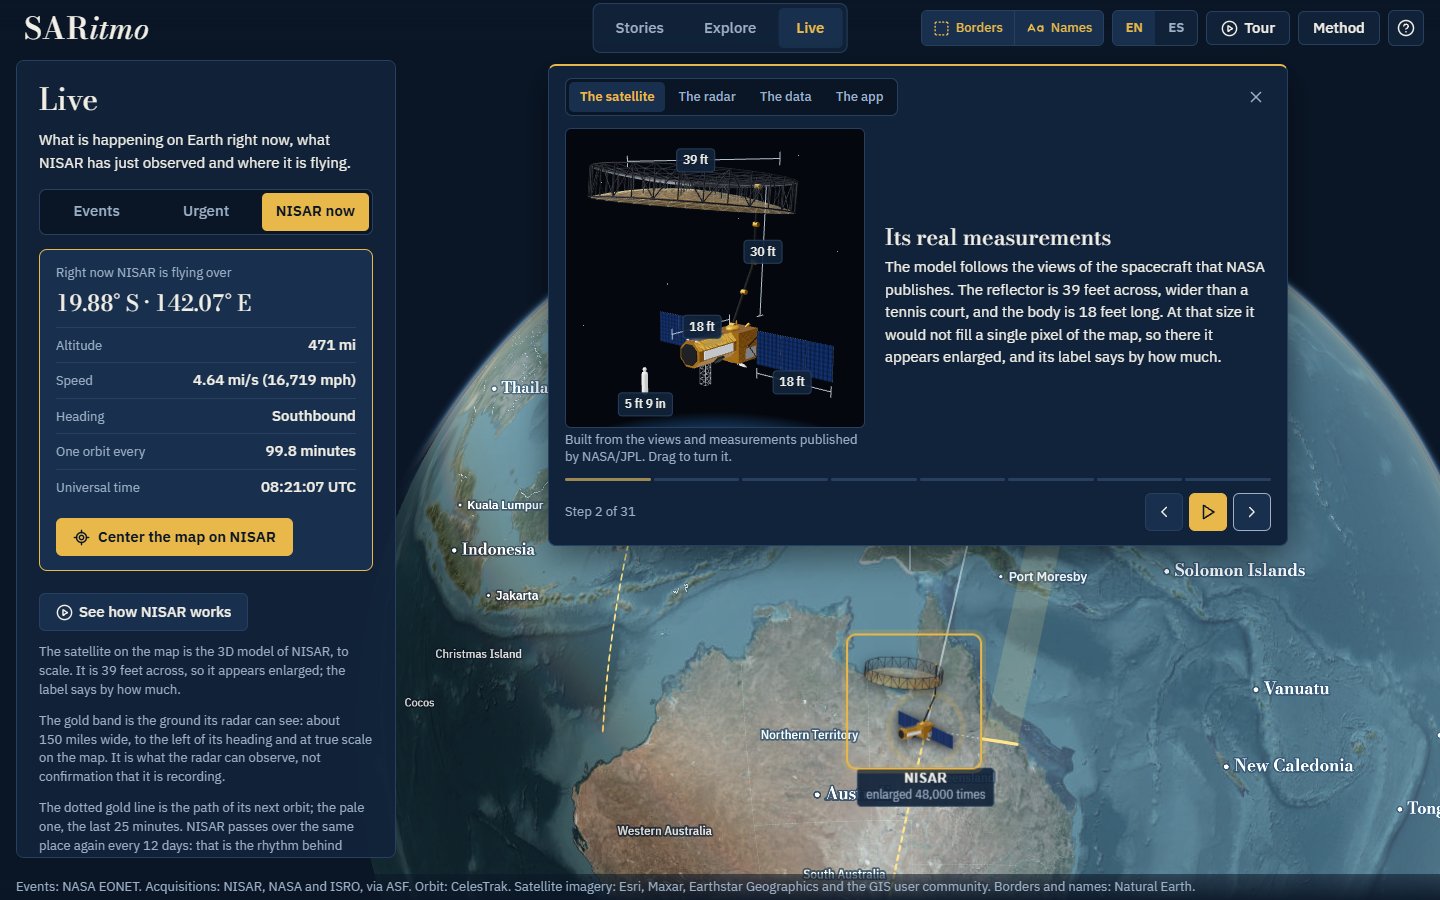 SARitmo
Stories
Explore
Live
Borders
Aa Names
EN
ES
Tour
Method
Live
What is happening on Earth right now, what
NISAR has just observed and where it is flying.
Events
Urgent
NISAR now
Right now NISAR is flying over
19.88° S · 142.07° E
Altitude
471 mi
Speed
4.64 mi/s (16,719 mph)
Heading
Southbound
One orbit every
99.8 minutes
Universal time
08:21:07 UTC
Center the map on NISAR
See how NISAR works
The satellite on the map is the 3D model of NISAR, to
scale. It is 39 feet across, so it appears enlarged; the
label says by how much.
The gold band is the ground its radar can see: about
150 miles wide, to the left of its heading and at true scale
on the map. It is what the radar can observe, not
confirmation that it is recording.
The dotted gold line is the path of its next orbit; the pale
one, the last 25 minutes. NISAR passes over the same
place again every 12 days: that is the rhythm behind
The satellite
The radar
The data
The app
39 ft
30 ft
18 ft
18 ft
5 ft 9 in
Built from the views and measurements published
by NASA/JPL. Drag to turn it.
Its real measurements
The model follows the views of the spacecraft that NASA
publishes. The reflector is 39 feet across, wider than a
tennis court, and the body is 18 feet long. At that size it
would not fill a single pixel of the map, so there it
appears enlarged, and its label says by how much.
Step 2 of 31
Thaila
Kuala Lumpur
Indonesia
Jakarta
Christmas Island
Cocos
Port Moresby
Solomon Islands
Vanuatu
New Caledonia
Tong
Northern Territory
NISAR
enlarged 48,000 times
Aus
Western Australia
South Australia
Events: NASA EONET. Acquisitions: NISAR, NASA and ISRO, via ASF. Orbit: CelesTrak. Satellite imagery: Esri, Maxar, Earthstar Geographics and the GIS user community. Borders and names: Natural Earth.